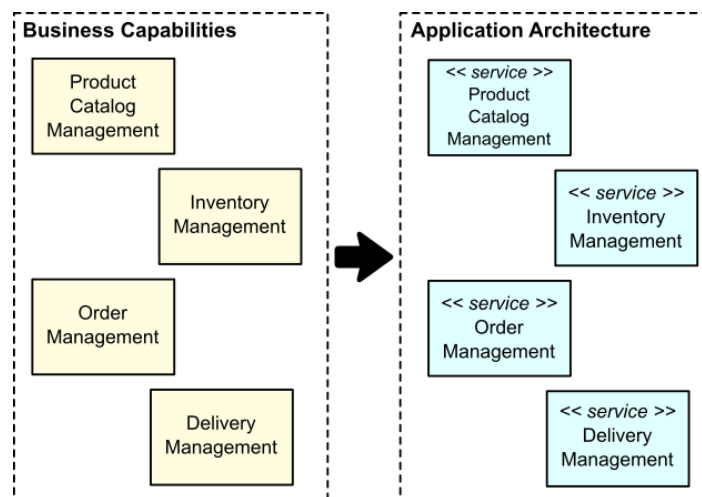 Business Capabilities
Product
Catalog
Management
Inventory
Management
Order
Management
Delivery
Management
Application Architecture
<< service >>
Product
Catalog
Management
<< service >>
Inventory
Management
<< service >>
Order
Management
<< service >>
Delivery
Management